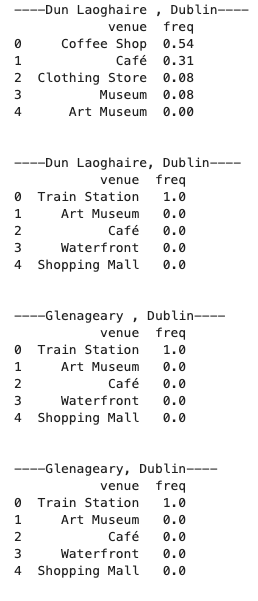 ----Dun Laoghaire , Dublin----
venue freq
0 Coffee Shop 0.54
1 Café 0.31
2 Clothing Store 0.08
3 Museum 0.08
4 Art Museum 0.00
----Dun Laoghaire, Dublin----
venue freq
0 Train Station 1.0
1 Art Museum 0.0
2 Café 0.0
3 Waterfront 0.0
4 Shopping Mall 0.0
----Glenageary , Dublin----
venue freq
0 Train Station 1.0
1 Art Museum 0.0
2 Café 0.0
3 Waterfront 0.0
4 Shopping Mall 0.0
----Glenageary, Dublin----
venue freq
0 Train Station 1.0
1 Art Museum 0.0
2 Café 0.0
3 Waterfront 0.0
4 Shopping Mall 0.0